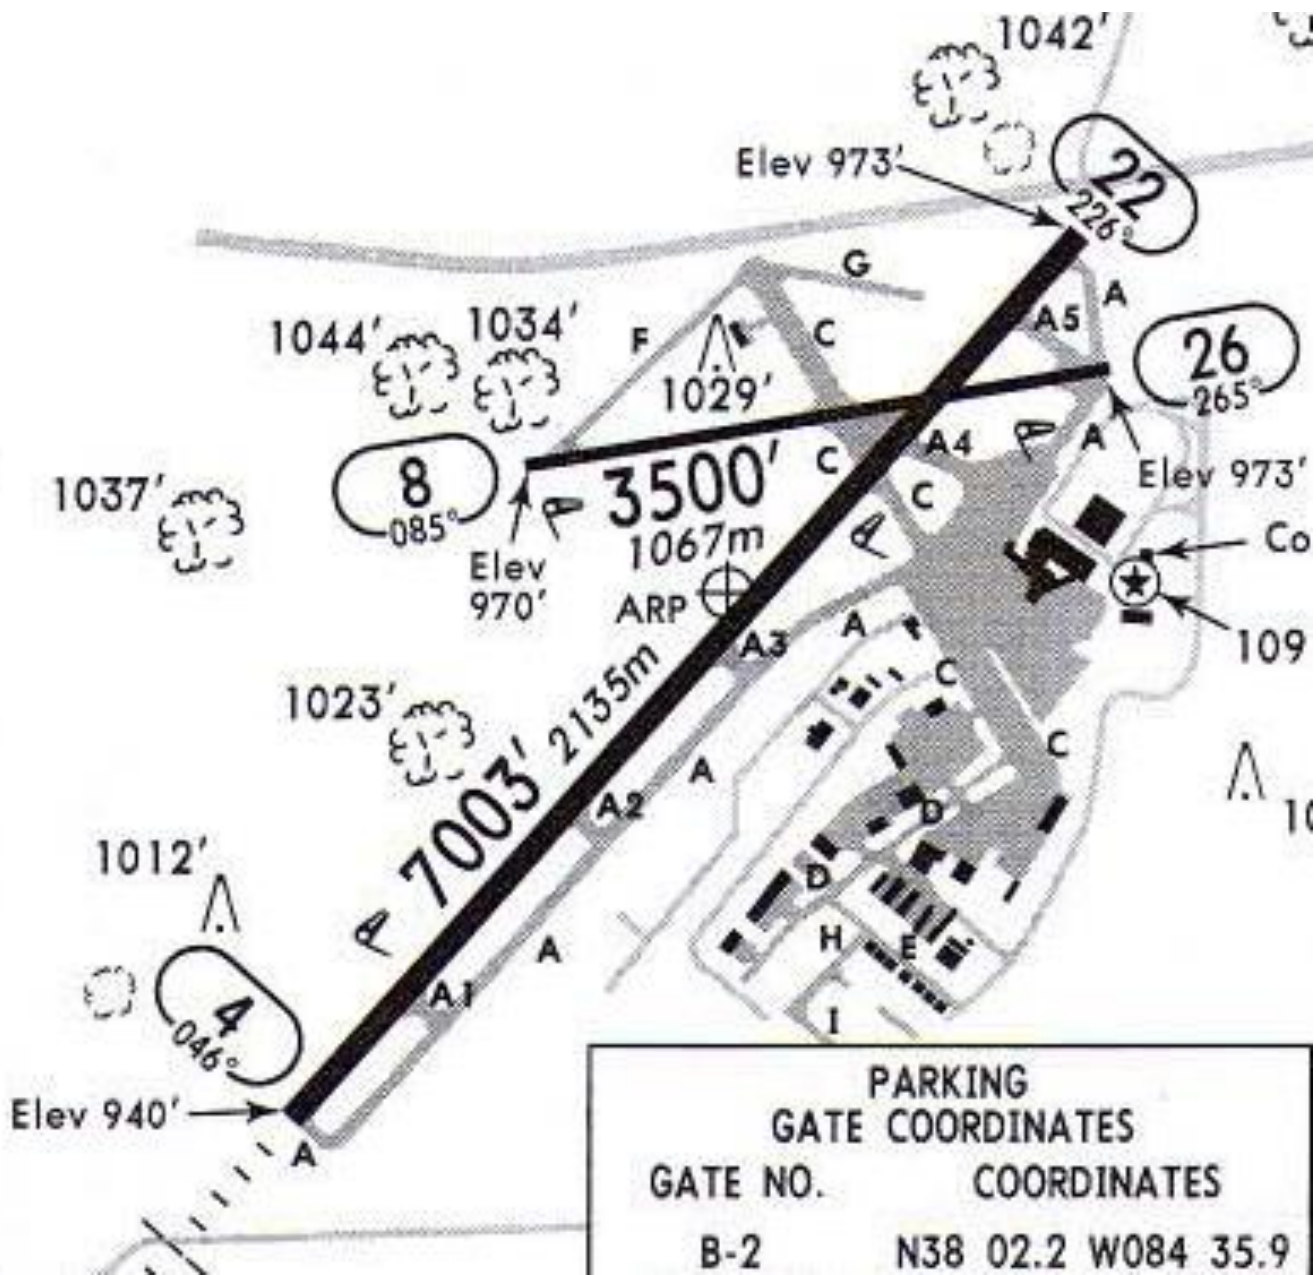 1042'
Elev 973'
22
226°
G
A
1044'
1034'
F
C
A5
26
265°
1029'
8
085°
3500'
1067m
C
A4
A
C
Elev 973'
1037'
Elev
970'
ARP
Co
109
A3
A
C
1023'
2135m
7003'
A
C
A2
D
1012'
D
H
E
A
A1
I
4
046°
Elev 940'
A
PARKING
GATE COORDINATES
GATE NO. COORDINATES
B-2 N38 02.2 W084 35.9